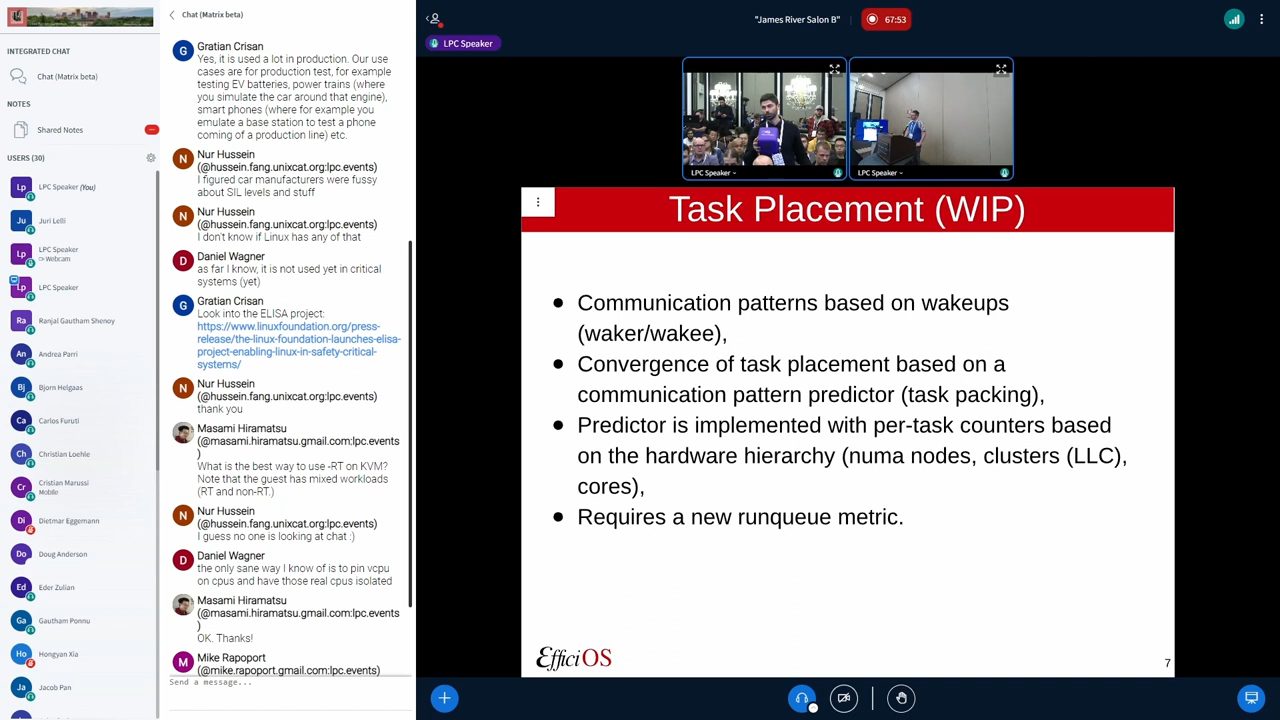 INTEGRATED CHAT
Chat (Matrix beta)
NOTES
Shared Notes
USERS (30)
Lp
LPC Speaker (You)
Ju
Juri Lelli
Lp
LPC Speaker
Webcam
Lp
LPC Speaker
Ra
Ranjal Gautham Shenoy
An
Andrea Parri
Bj
Bjorn Helgaas
Ca
Carlos Furuti
Ch
Christian Loehle
Cr
Cristian Marussi
Mobile
Di
Dietmar Eggemann
Do
Doug Anderson
Ed
Eder Zulian
Ga
Gautham Ponnu
Ho
Hongyan Xia
Ja
Jacob Pan
Chat (Matrix beta)
G
Gratian Crisan
Yes, it is used a lot in production. Our use
cases are for production test, for example
testing EV batteries, power trains (where
you simulate the car around that engine),
smart phones (where for example you
emulate a base station to test a phone
coming of a production line) etc.
N
Nur Hussein
(@hussein.fang.unixcat.org:lpc.events)
I figured car manufacturers were fussy
about SIL levels and stuff
N
Nur Hussein
(@hussein.fang.unixcat.org:lpc.events)
I don't know if Linux has any of that
D
Daniel Wagner
as far I know, it is not used yet in critical
systems (yet)
G
Gratian Crisan
Look into the ELISA project:
https://www.linuxfoundation.org/press-
release/the-linux-foundation-launches-elisa-
project-enabling-linux-in-safety-critical-
systems/
N
Nur Hussein
(@hussein.fang.unixcat.org:lpc.events)
thank you
Masami Hiramatsu
(@masami.hiramatsu.gmail.com:lpc.events
)
What is the best way to use -RT on KVM?
Note that the guest has mixed workloads
(RT and non-RT.)
N
Nur Hussein
(@hussein.fang.unixcat.org:lpc.events)
I guess no one is looking at chat :)
D
Daniel Wagner
the only sane way I know of is to pin vcpu
on cpus and have those real cpus isolated
Masami Hiramatsu
(@masami.hiramatsu.gmail.com:lpc.events
)
OK. Thanks!
M
Mike Rapoport
(@mike.rapoport.gmail.com:lpc.events)
Send a message...
"James River Salon B"
67:53
LPC Speaker
LPC Speaker
LPC Speaker
Task Placement (WIP)
● Communication patterns based on wakeups
(waker/wakee),
● Convergence of task placement based on a
communication pattern predictor (task packing),
● Predictor is implemented with per-task counters based
on the hardware hierarchy (numa nodes, clusters (LLC),
cores),
● Requires a new runqueue metric.
EfficiOS
7